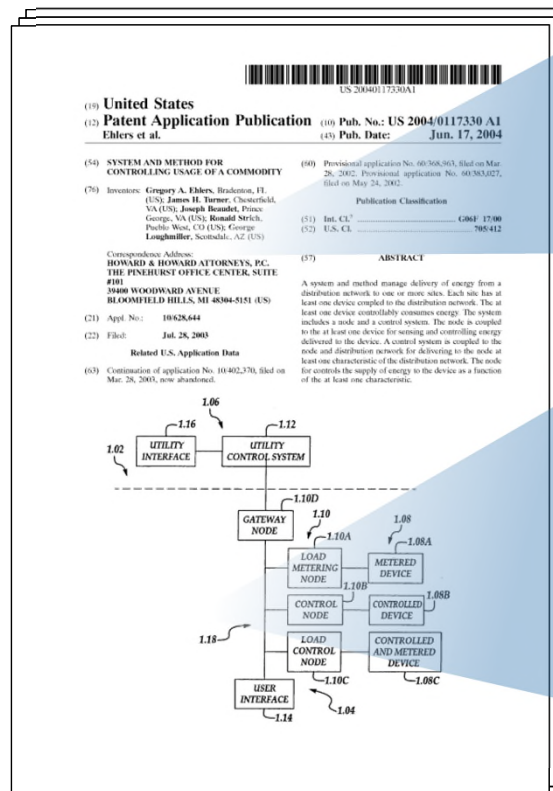 US 20040117330A1
(19) United States
(12) Patent Application Publication (10) Pub. No.: US 2004/0117330 A1
Ehlers et al. (43) Pub. Date: Jun. 17, 2004
(54) SYSTEM AND METHOD FOR
CONTROLLING USAGE OF A COMMODITY
(76) Inventors: Gregory A. Ehlers, Bradenton, FL
(US); James H. Turner, Chesterfield,
VA (US); Joseph Beaudet, Prince
George, VA (US); Ronald Strich,
Pueblo West, CO (US); George
Loughmiller, Scottsdale, AZ (US)
Correspondence Address:
HOWARD & HOWARD ATTORNEYS, P.C.
THE PINEHURST OFFICE CENTER, SUITE
#101
39400 WOODWARD AVENUE
BLOOMFIELD HILLS, MI 48304-5151 (US)
(21) Appl. No.: 10/628,644
(22) Filed: Jul. 28, 2003
Related U.S. Application Data
(63) Continuation of application No. 10/402,370, filed on
Mar. 28, 2003, now abandoned.
(60) Provisional application No. 60/368,963, filed on Mar.
28, 2002. Provisional application No. 60/383,027,
filed on May 24, 2002.
Publication Classification
(51) Int. Cl.7 G06F 17/00
(52) U.S. Cl. 705/412
(57) ABSTRACT
A system and method manage delivery of energy from a
distribution network to one or more sites. Each site has at
least one device coupled to the distribution network. The at
least one device controllably consumes energy. The system
includes a node and a control system. The node is coupled
to the at least one device for sensing and controlling energy
delivered to the device. A control system is coupled to the
node and distribution network for delivering to the node at
least one characteristic of the distribution network. The node
for controls the supply of energy to the device as a function
of the at least one characteristic.
1.06
1.16
1.12
1.02
UTILITY
INTERFACE
UTILITY
CONTROL SYSTEM
1.10D
GATEWAY
NODE
1.10
1.08
1.10A
1.08A
LOAD
METERING
NODE
METERED
DEVICE
1.10B
1.08B
CONTROL
NODE
CONTROLLED
DEVICE
1.18
LOAD
CONTROL
NODE
CONTROLLED
AND METERED
DEVICE
1.10C
1.08C
USER
INTERFACE
1.04
1.14